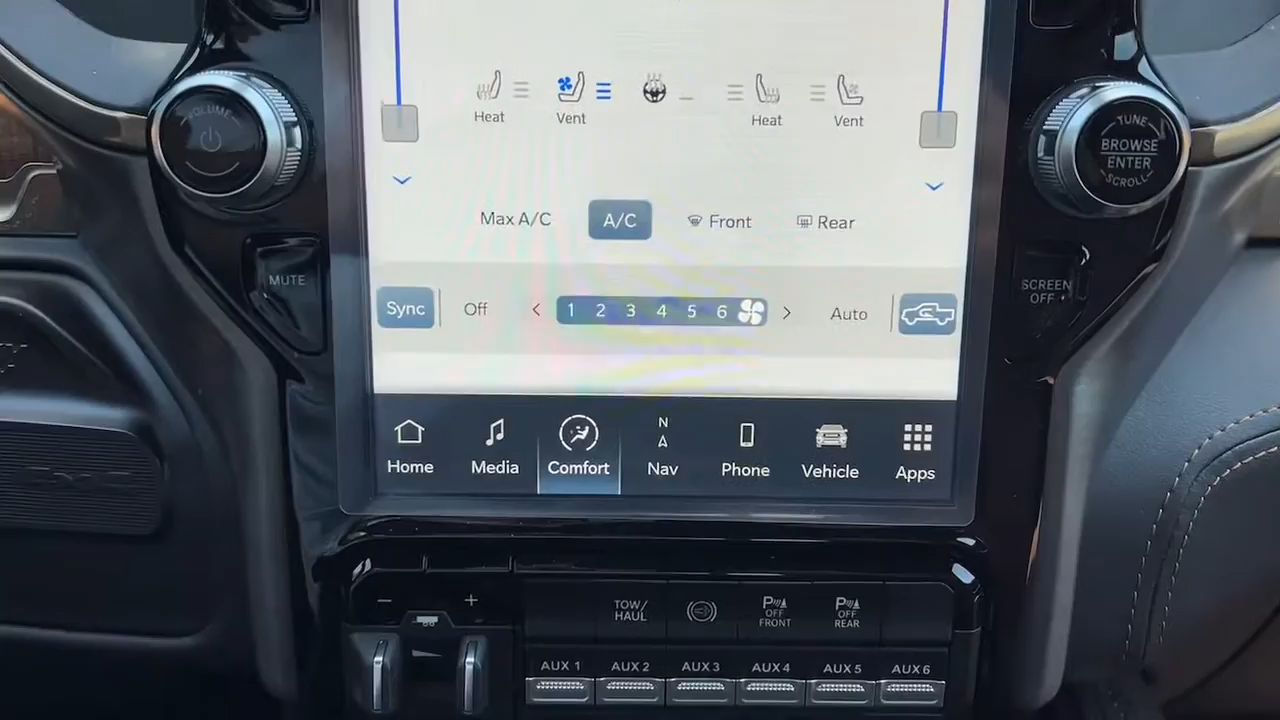 VOLUME
TUNE
BROWSE
ENTER
SCROLL
Heat
Vent
Heat
Vent
Max A/C
A/C
Front
Rear
MUTE
SCREEN
OFF
Sync
Off
< 1 2 3 4 5 6 >
Auto
N
A
Home
Media
Comfort
Nav
Phone
Vehicle
Apps
− +
TOW/
HAUL
P
OFF
FRONT
P
OFF
REAR
AUX 1
AUX 2
AUX 3
AUX 4
AUX 5
AUX 6